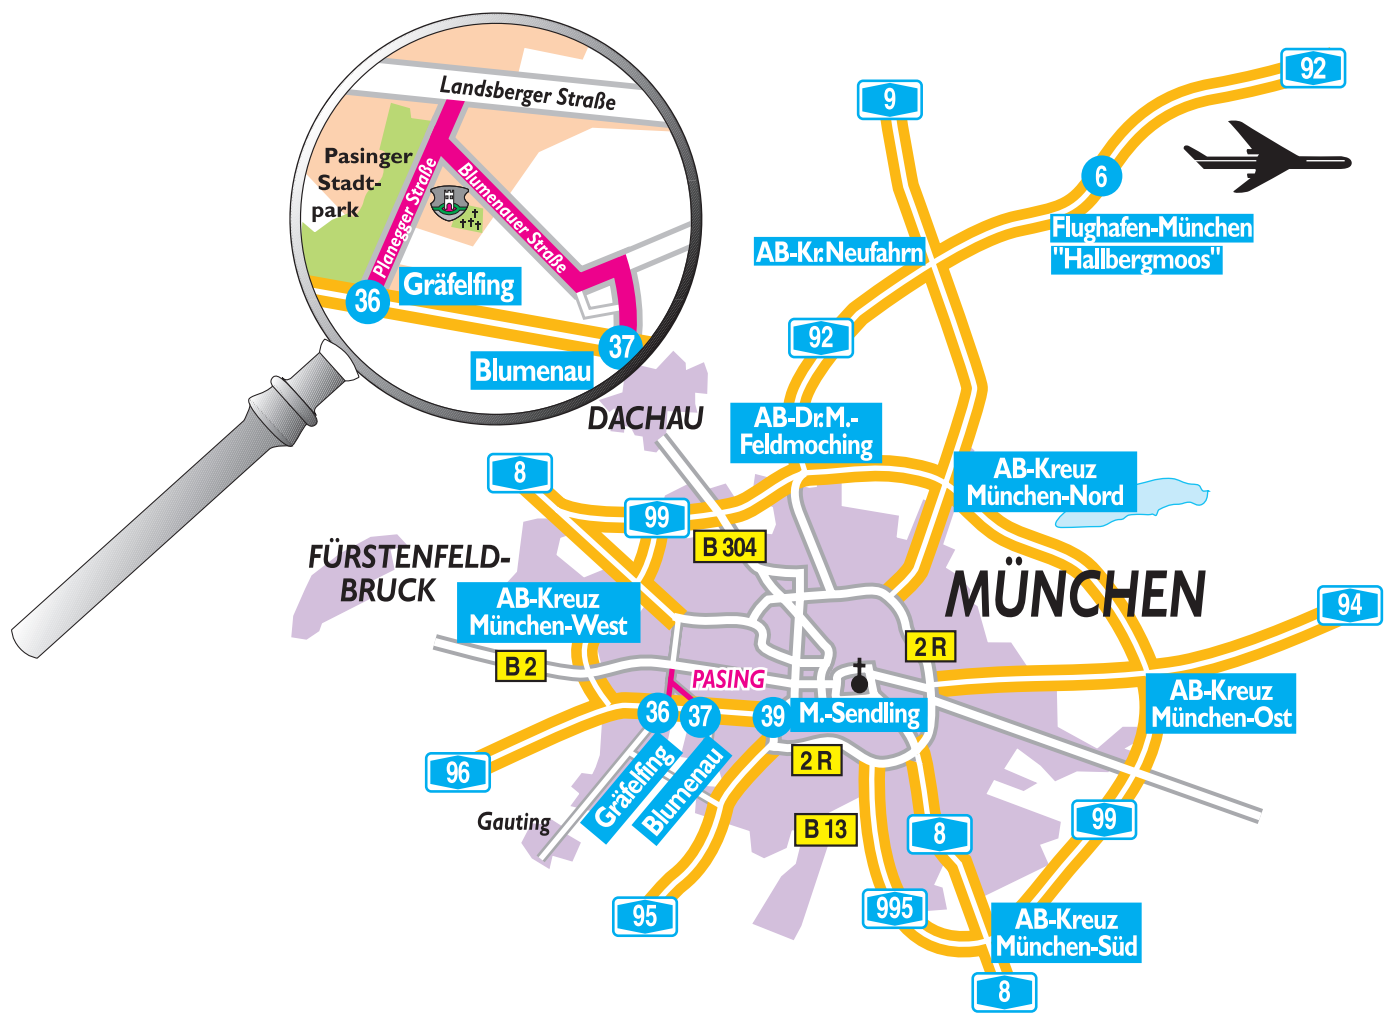 Landsberger Straße
Pasinger
Stadt-
park
Planegger Straße
Blumenauer Straße
36
Gräfelfing
37
Blumenau
92
9
6
Flughafen-München
"Hallbergmoos"
AB-Kr.Neufahrn
92
DACHAU
AB-Dr.M.-
Feldmoching
8
99
AB-Kreuz
München-Nord
B 304
FÜRSTENFELD-
BRUCK
AB-Kreuz
München-West
MÜNCHEN
94
2 R
B 2
PASING
36
37
39
M.-Sendling
AB-Kreuz
München-Ost
96
2 R
Gräfelfing
Blumenau
Gauting
B 13
8
99
95
995
AB-Kreuz
München-Süd
8